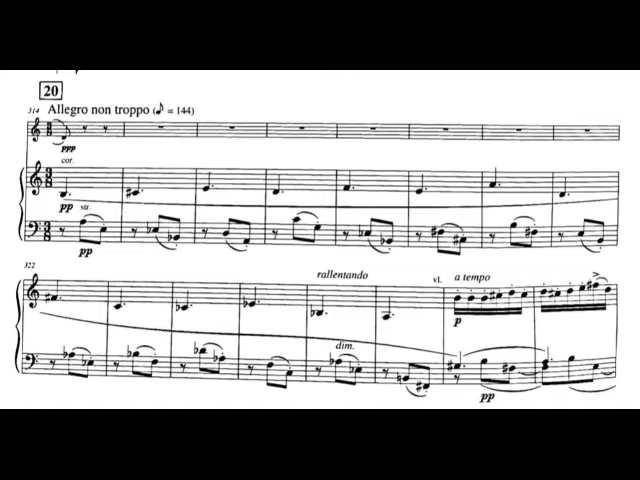 20
314 Allegro non troppo (♪ = 144)
ppp
cor.
pp str.
pp
322
rallentando vl. a tempo
p
dim.
pp